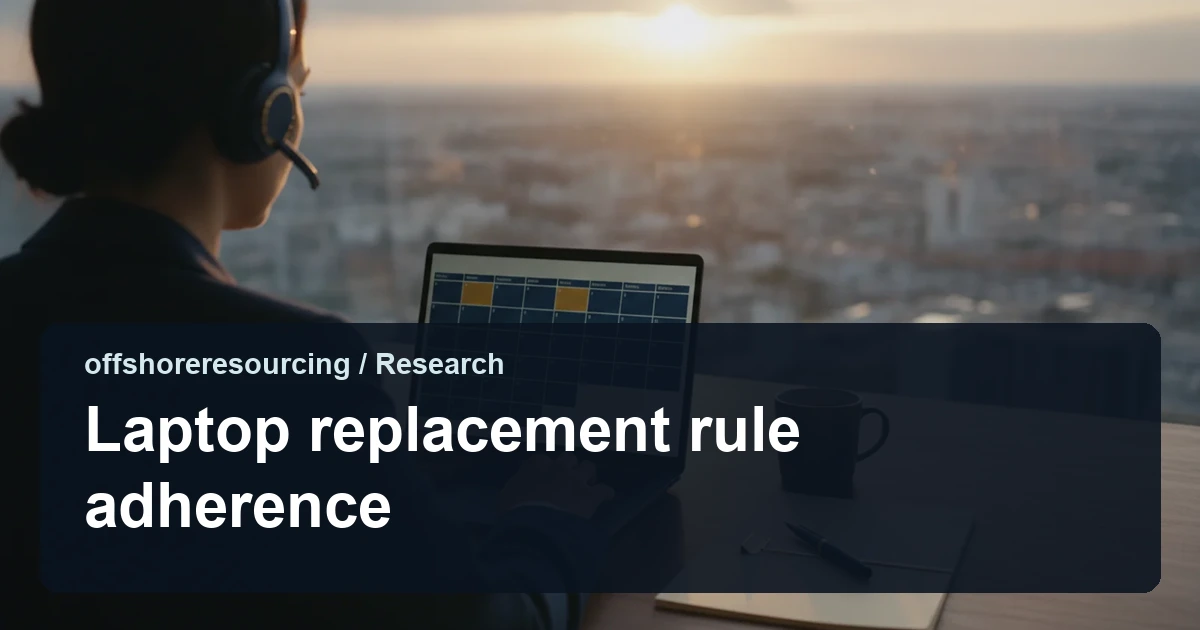 offshoreresourcing / Research
Laptop replacement rule
adherence